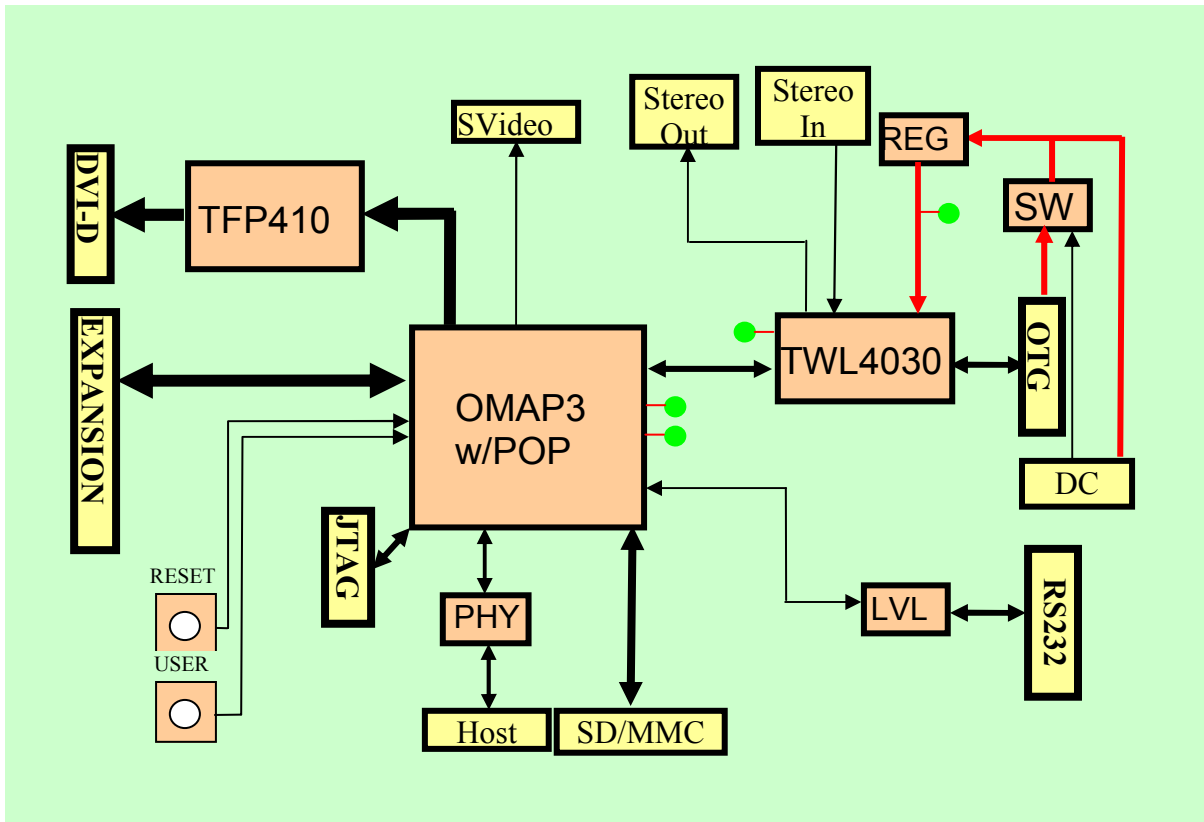 Stereo
Out
Stereo
In
SVideo
REG
DVI-D
TFP410
SW
EXPANSION
OMAP3
w/POP
TWL4030
OTG
DC
JTAG
RESET
PHY
LVL
RS232
USER
Host
SD/MMC